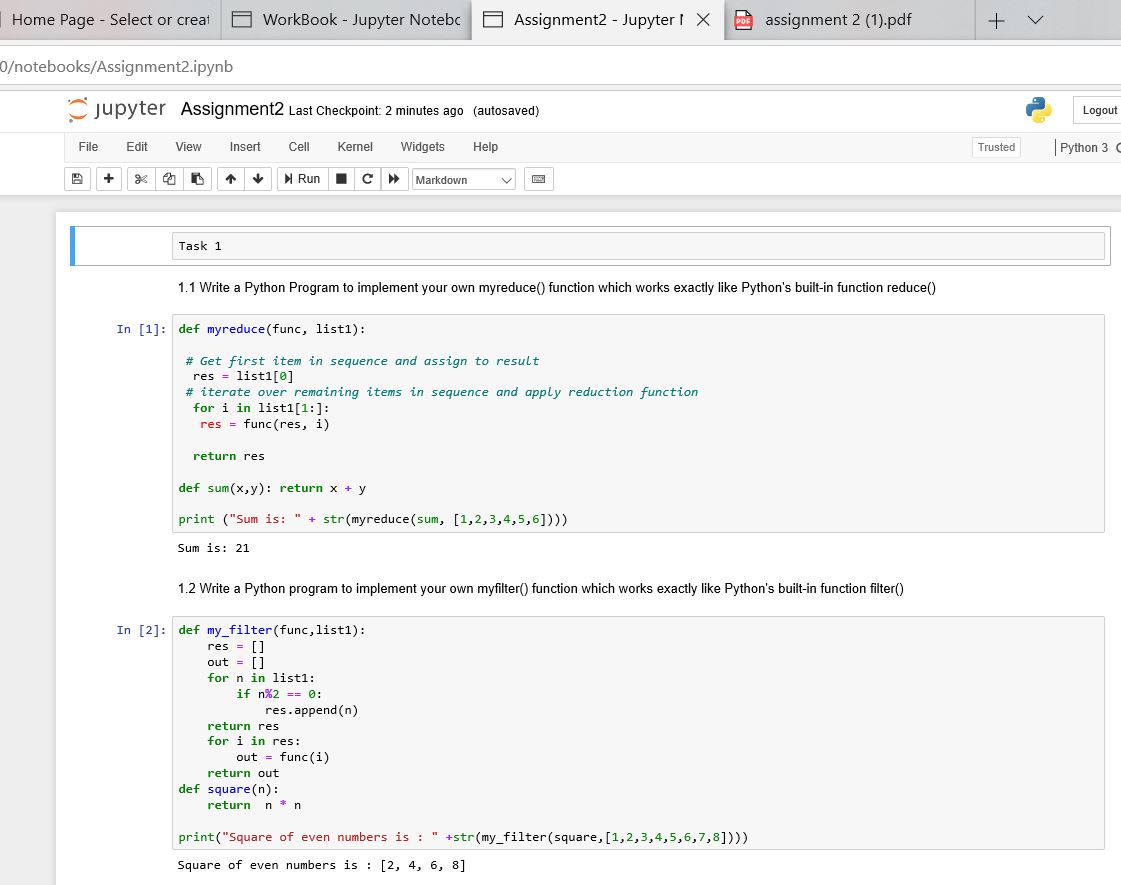 Home Page - Select or creat
WorkBook - Jupyter Notebo
Assignment2 - Jupyter N
PDF
assignment 2 (1).pdf
0/notebooks/Assignment2.ipynb
jupyter Assignment2 Last Checkpoint: 2 minutes ago (autosaved)
Logout
File Edit View Insert Cell Kernel Widgets Help
Trusted
Python 3
Run
Markdown
Task 1
1.1 Write a Python Program to implement your own myreduce() function which works exactly like Python's built-in function reduce()
In [1]:
def myreduce(func, list1):
# Get first item in sequence and assign to result
res = list1[0]
# iterate over remaining items in sequence and apply reduction function
for i in list1[1:]:
res = func(res, i)
return res
def sum(x,y): return x + y
print ("Sum is: " + str(myreduce(sum, [1,2,3,4,5,6])))
Sum is: 21
1.2 Write a Python program to implement your own myfilter() function which works exactly like Python's built-in function filter()
In [2]:
def my_filter(func,list1):
res = []
out = []
for n in list1:
if n%2 == 0:
res.append(n)
return res
for i in res:
out = func(i)
return out
def square(n):
return  n * n
print("Square of even numbers is : " +str(my_filter(square,[1,2,3,4,5,6,7,8])))
Square of even numbers is : [2, 4, 6, 8]